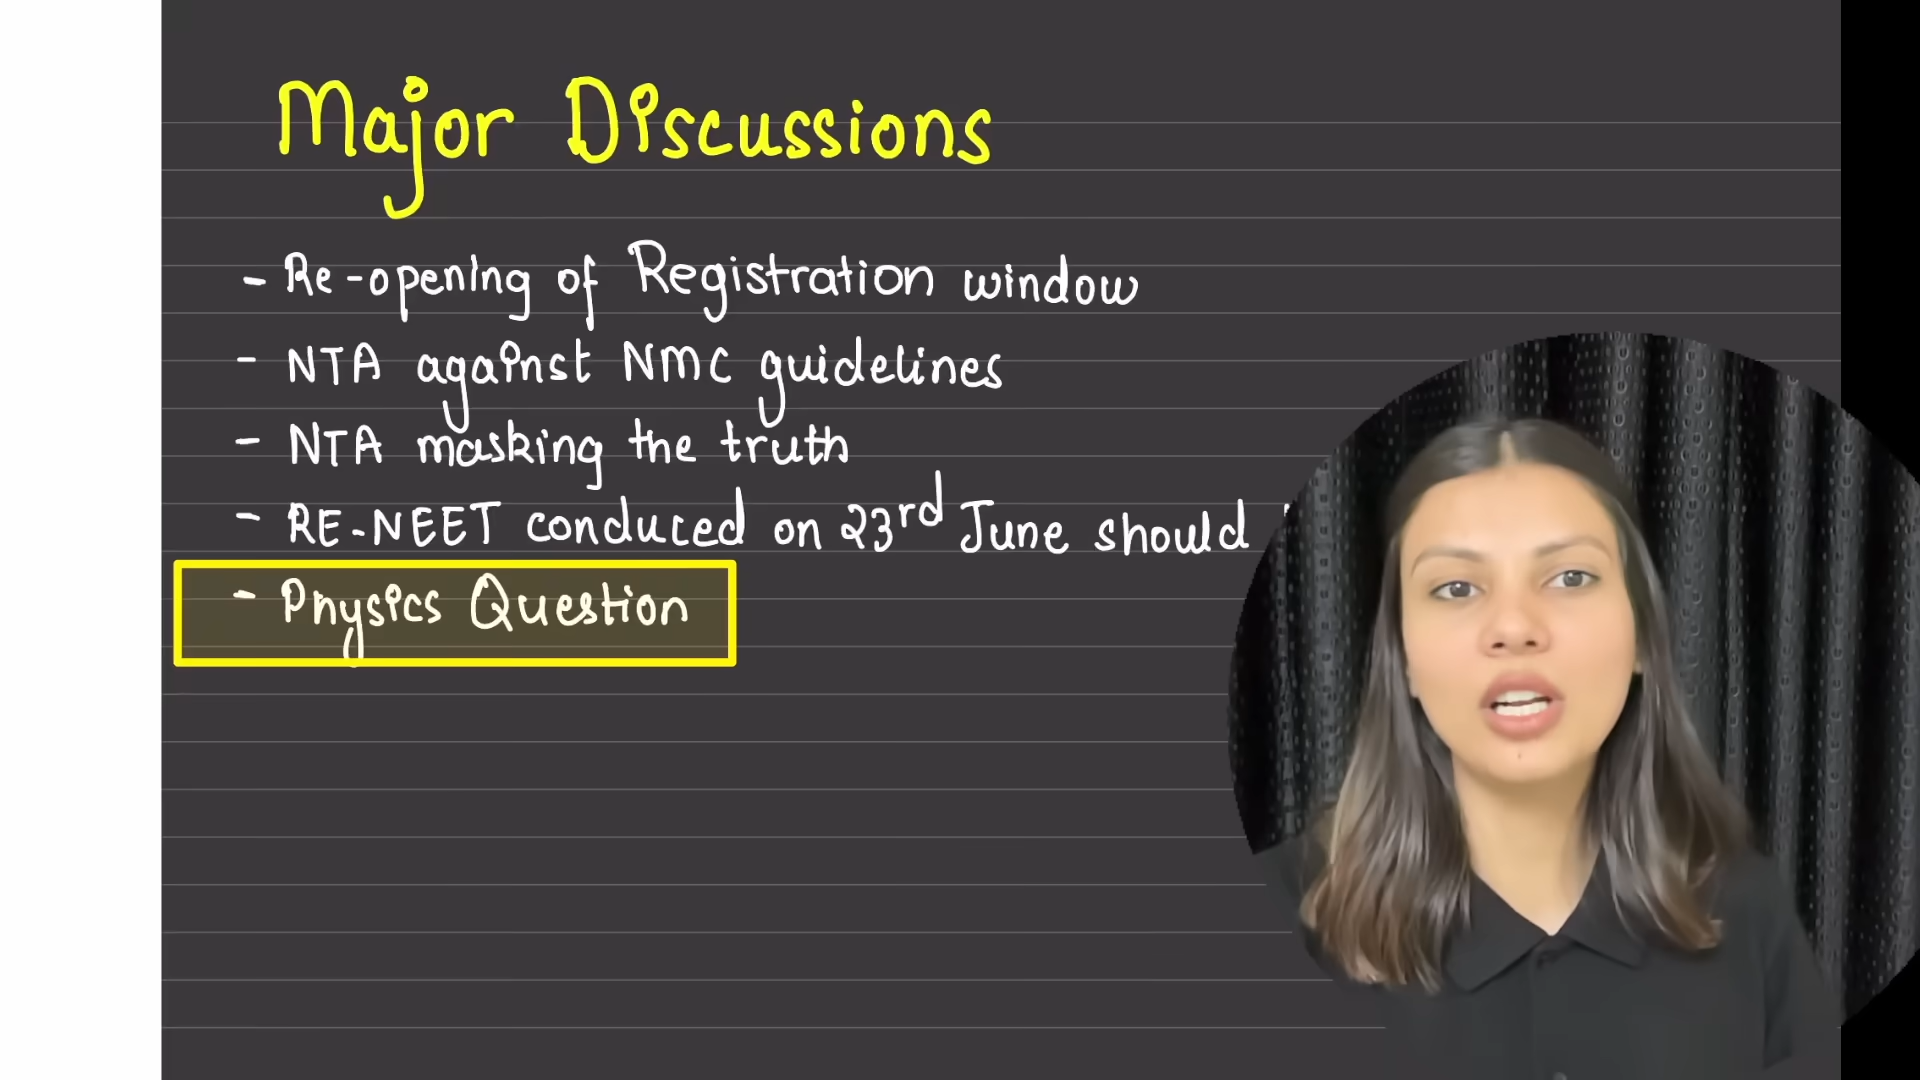 Major Discussions
- Re-opening of Registration window
- NTA against NMC guidelines
- NTA masking the truth
- RE-NEET conduced on 23rd June should
- Physics Question